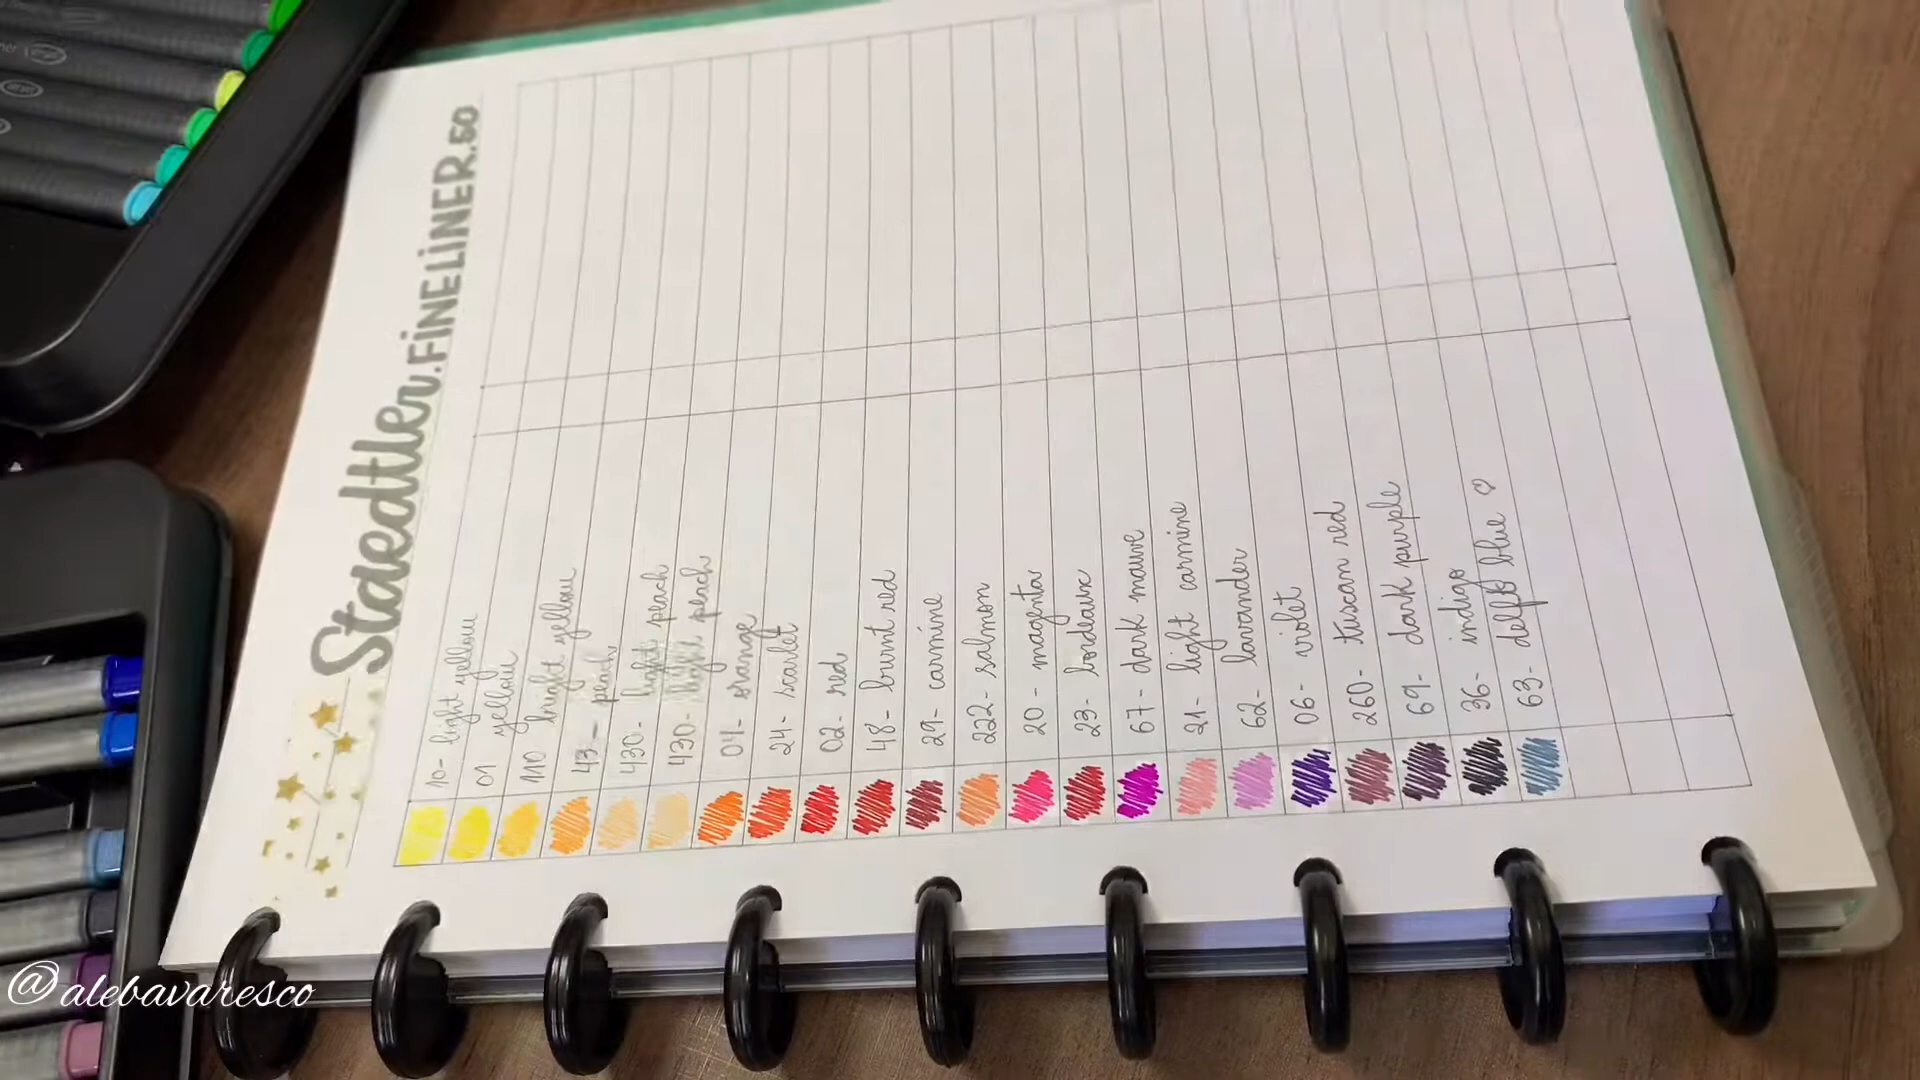 Staedtler.FINELINER.50
10- light yellow
01 yellow
110 bright yellow
43- peach
430- light peach
430- light peach
04- orange
24- scarlet
02- red
48- burnt red
29- carmine
222- salmon
20- magenta
23- bordeaux
67- dark mauve
21- light carmine
62- lavander
06- violet
260- tuscan red
69- dark purple
36- indigo
63- delft blue ♡
@alebavaresco